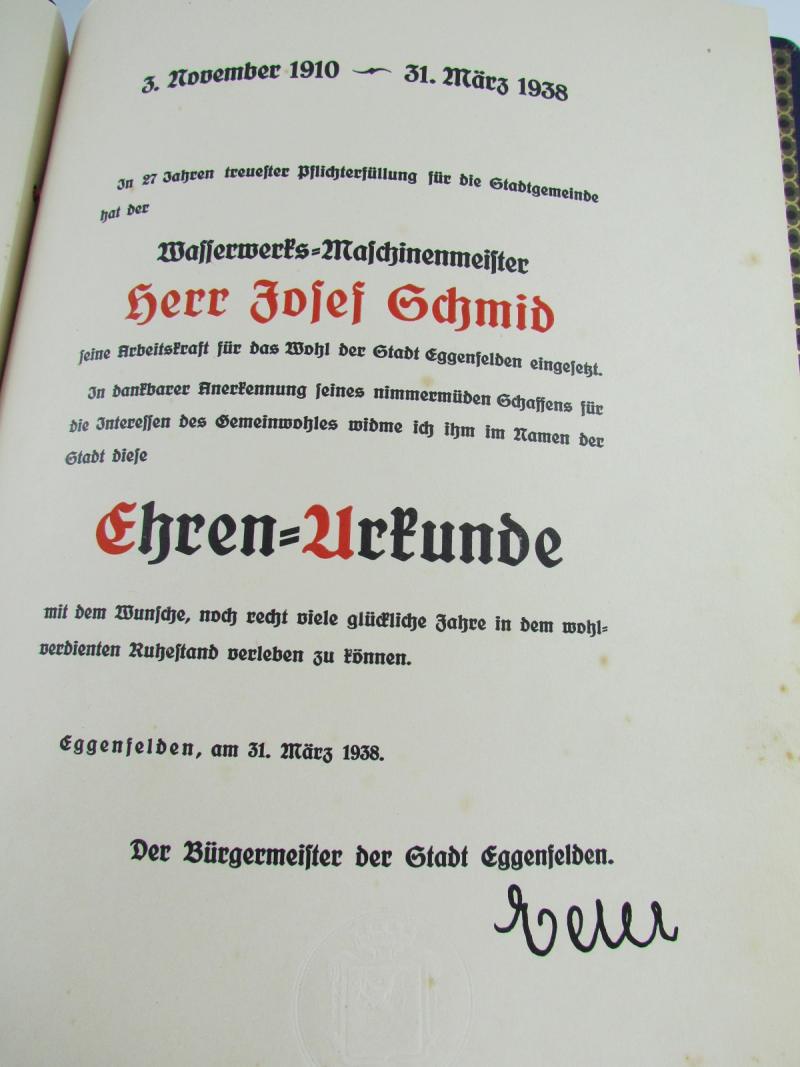 3. November 1910 — 31. März 1938
In 27 Jahren treuester Pflichterfüllung für die Stadtgemeinde
hat der
Wasserwerks=Maschinenmeister
Herr Josef Schmid
seine Arbeitskraft für das Wohl der Stadt Eggenfelden eingesetzt.
In dankbarer Anerkennung seines nimmermüden Schaffens für
die Interessen des Gemeinwohles widme ich ihm im Namen der
Stadt diese
Ehren=Urkunde
mit dem Wunsche, noch recht viele glückliche Jahre in dem wohl=
verdienten Ruhestand verleben zu können.
Eggenfelden, am 31. März 1938.
Der Bürgermeister der Stadt Eggenfelden.